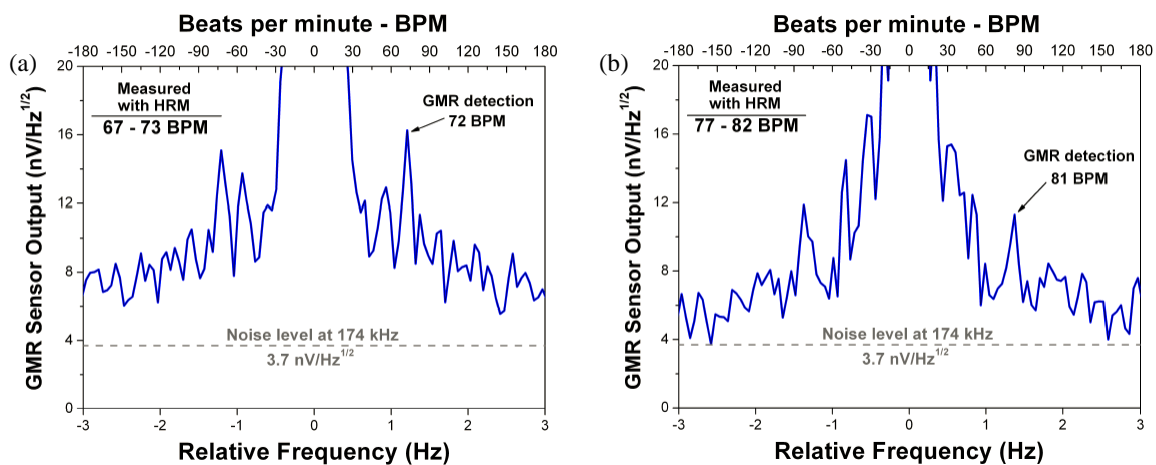 Beats per minute - BPM
(a)
-180 -150 -120 -90 -60 -30 0 30 60 90 120 150 180
GMR Sensor Output (nV/Hz1/2)
20
16
12
8
4
0
Measured
with HRM
67 - 73 BPM
GMR detection
72 BPM
Noise level at 174 kHz
3.7 nV/Hz1/2
-3 -2 -1 0 1 2 3
Relative Frequency (Hz)
Beats per minute - BPM
(b)
-180 -150 -120 -90 -60 -30 0 30 60 90 120 150 180
GMR Sensor Output (nV/Hz1/2)
20
16
12
8
4
0
Measured
with HRM
77 - 82 BPM
GMR detection
81 BPM
Noise level at 174 kHz
3.7 nV/Hz1/2
-3 -2 -1 0 1 2 3
Relative Frequency (Hz)